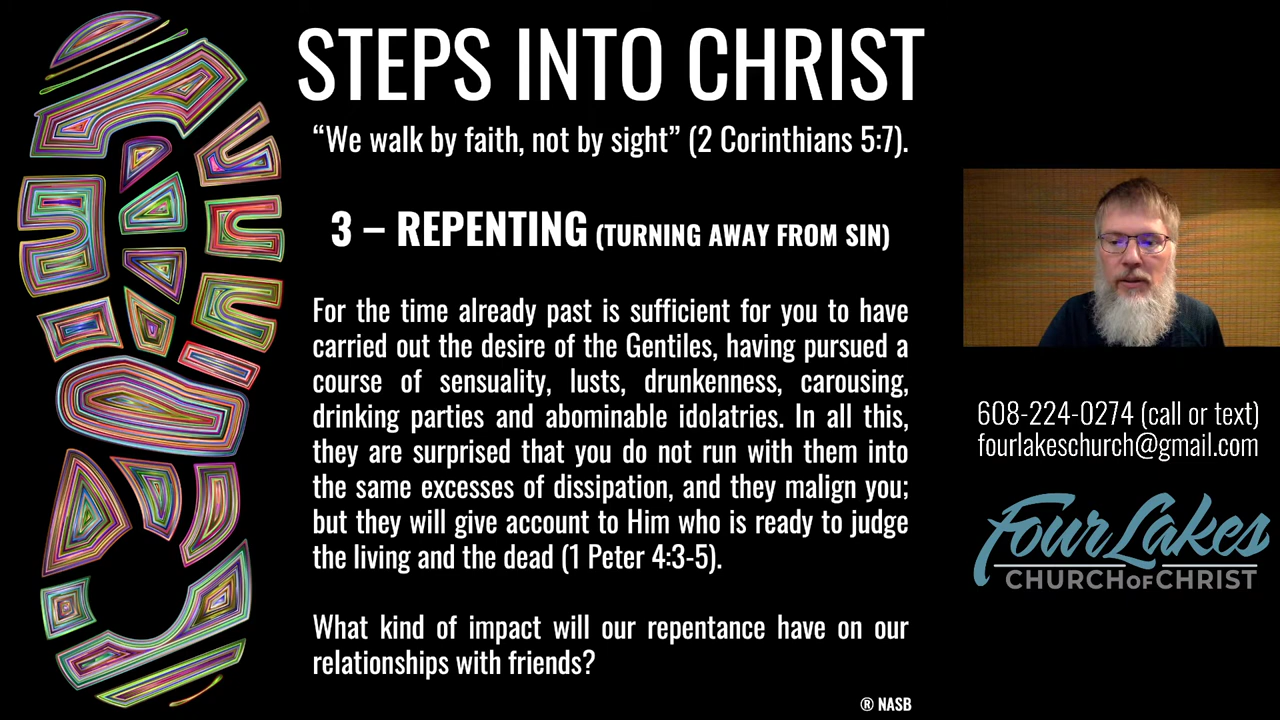 STEPS INTO CHRIST
“We walk by faith, not by sight” (2 Corinthians 5:7).
3 – REPENTING (TURNING AWAY FROM SIN)
For the time already past is sufficient for you to have
carried out the desire of the Gentiles, having pursued a
course of sensuality, lusts, drunkenness, carousing,
drinking parties and abominable idolatries. In all this,
they are surprised that you do not run with them into
the same excesses of dissipation, and they malign you;
but they will give account to Him who is ready to judge
the living and the dead (1 Peter 4:3-5).
What kind of impact will our repentance have on our
relationships with friends?
® NASB
608-224-0274 (call or text)
fourlakeschurch@gmail.com
Four Lakes
CHURCH OF CHRIST